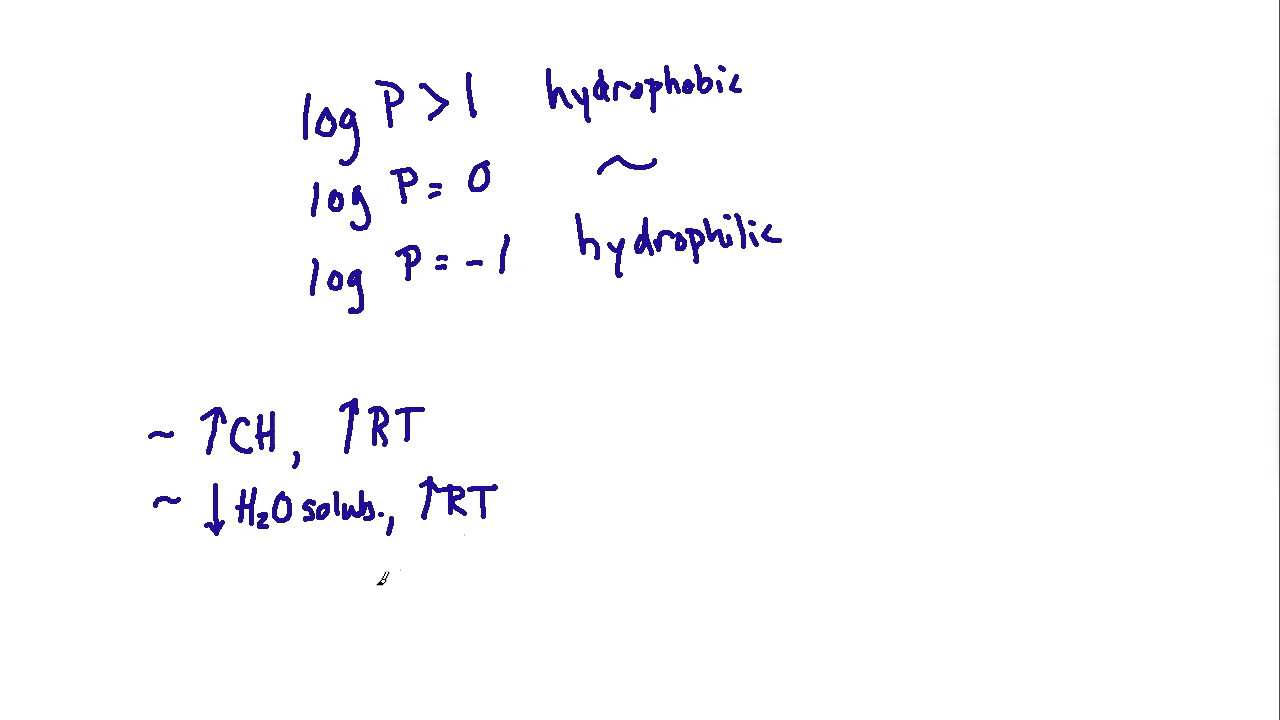 log P > 1 hydrophobic
log P = 0 ~
log P = -1 hydrophilic
~ ↑CH, ↑RT
~ ↓H₂O solub., ↑RT